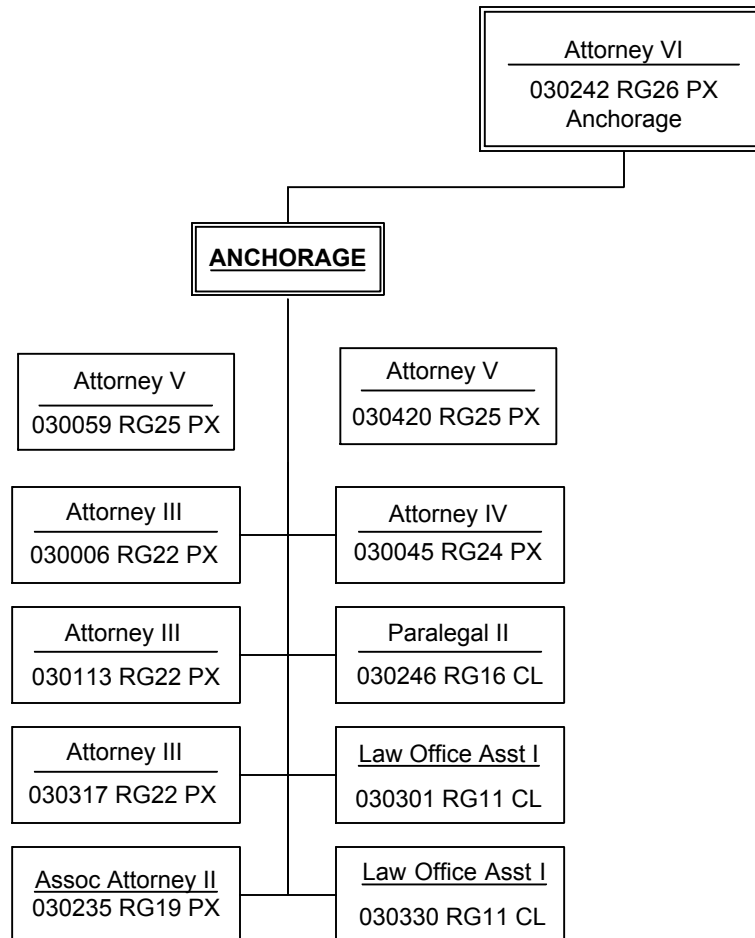 Attorney VI
030242 RG26 PX
Anchorage
ANCHORAGE
Attorney V
030059 RG25 PX
Attorney V
030420 RG25 PX
Attorney III
030006 RG22 PX
Attorney IV
030045 RG24 PX
Attorney III
030113 RG22 PX
Paralegal II
030246 RG16 CL
Attorney III
030317 RG22 PX
Law Office Asst I
030301 RG11 CL
Assoc Attorney II
030235 RG19 PX
Law Office Asst I
030330 RG11 CL